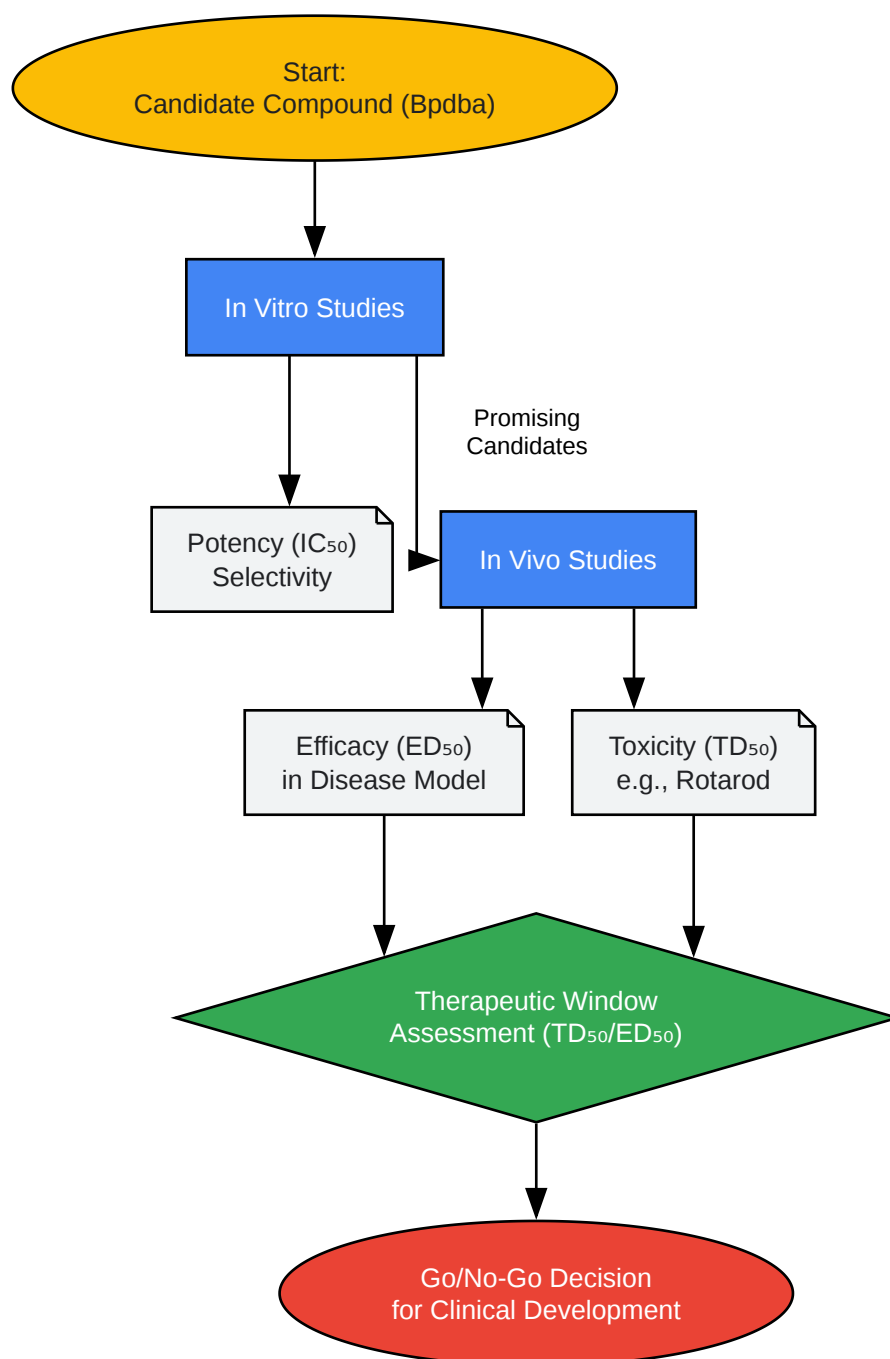 Start:
Candidate Compound (Bpdba)
In Vitro Studies
Promising
Candidates
Potency (IC₅₀)
Selectivity
In Vivo Studies
Efficacy (ED₅₀)
in Disease Model
Toxicity (TD₅₀)
e.g., Rotarod
Therapeutic Window
Assessment (TD₅₀/ED₅₀)
Go/No-Go Decision
for Clinical Development